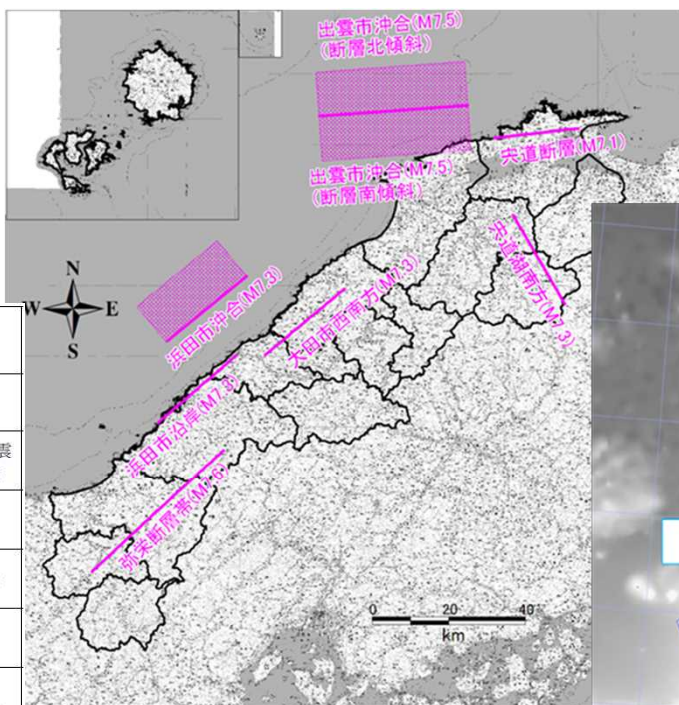 出雲市沖合(M7.5)
(断層北傾斜)
宍道断層(M7.1)
出雲市沖合(M7.5)
(断層南傾斜)
宍道湖南方(M7.3)
浜田市沖合(M7.3)
大田市西南方(M7.3)
浜田市沿岸(M7.3)
弥栄断層帯(M7.6)
N
W
E
S
震
0 20 40
km